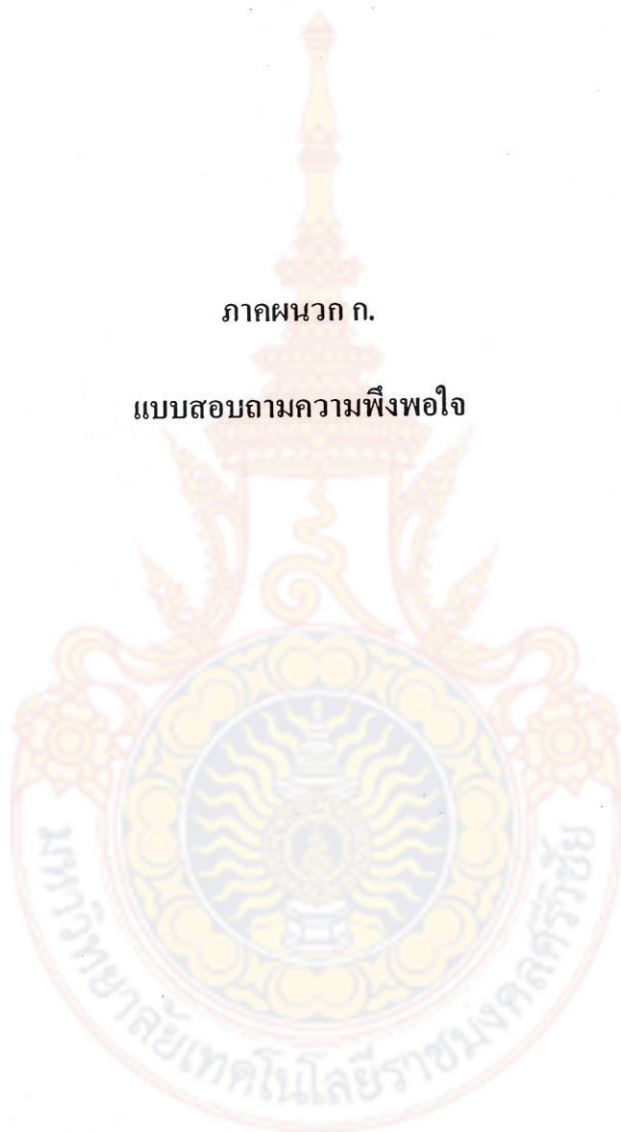 ภาคผนวก ก.
แบบสอบถามความพึงพอใจ
มหาวิทยาลัยเทคโนโลยีราชมงคลศรีวิชัย